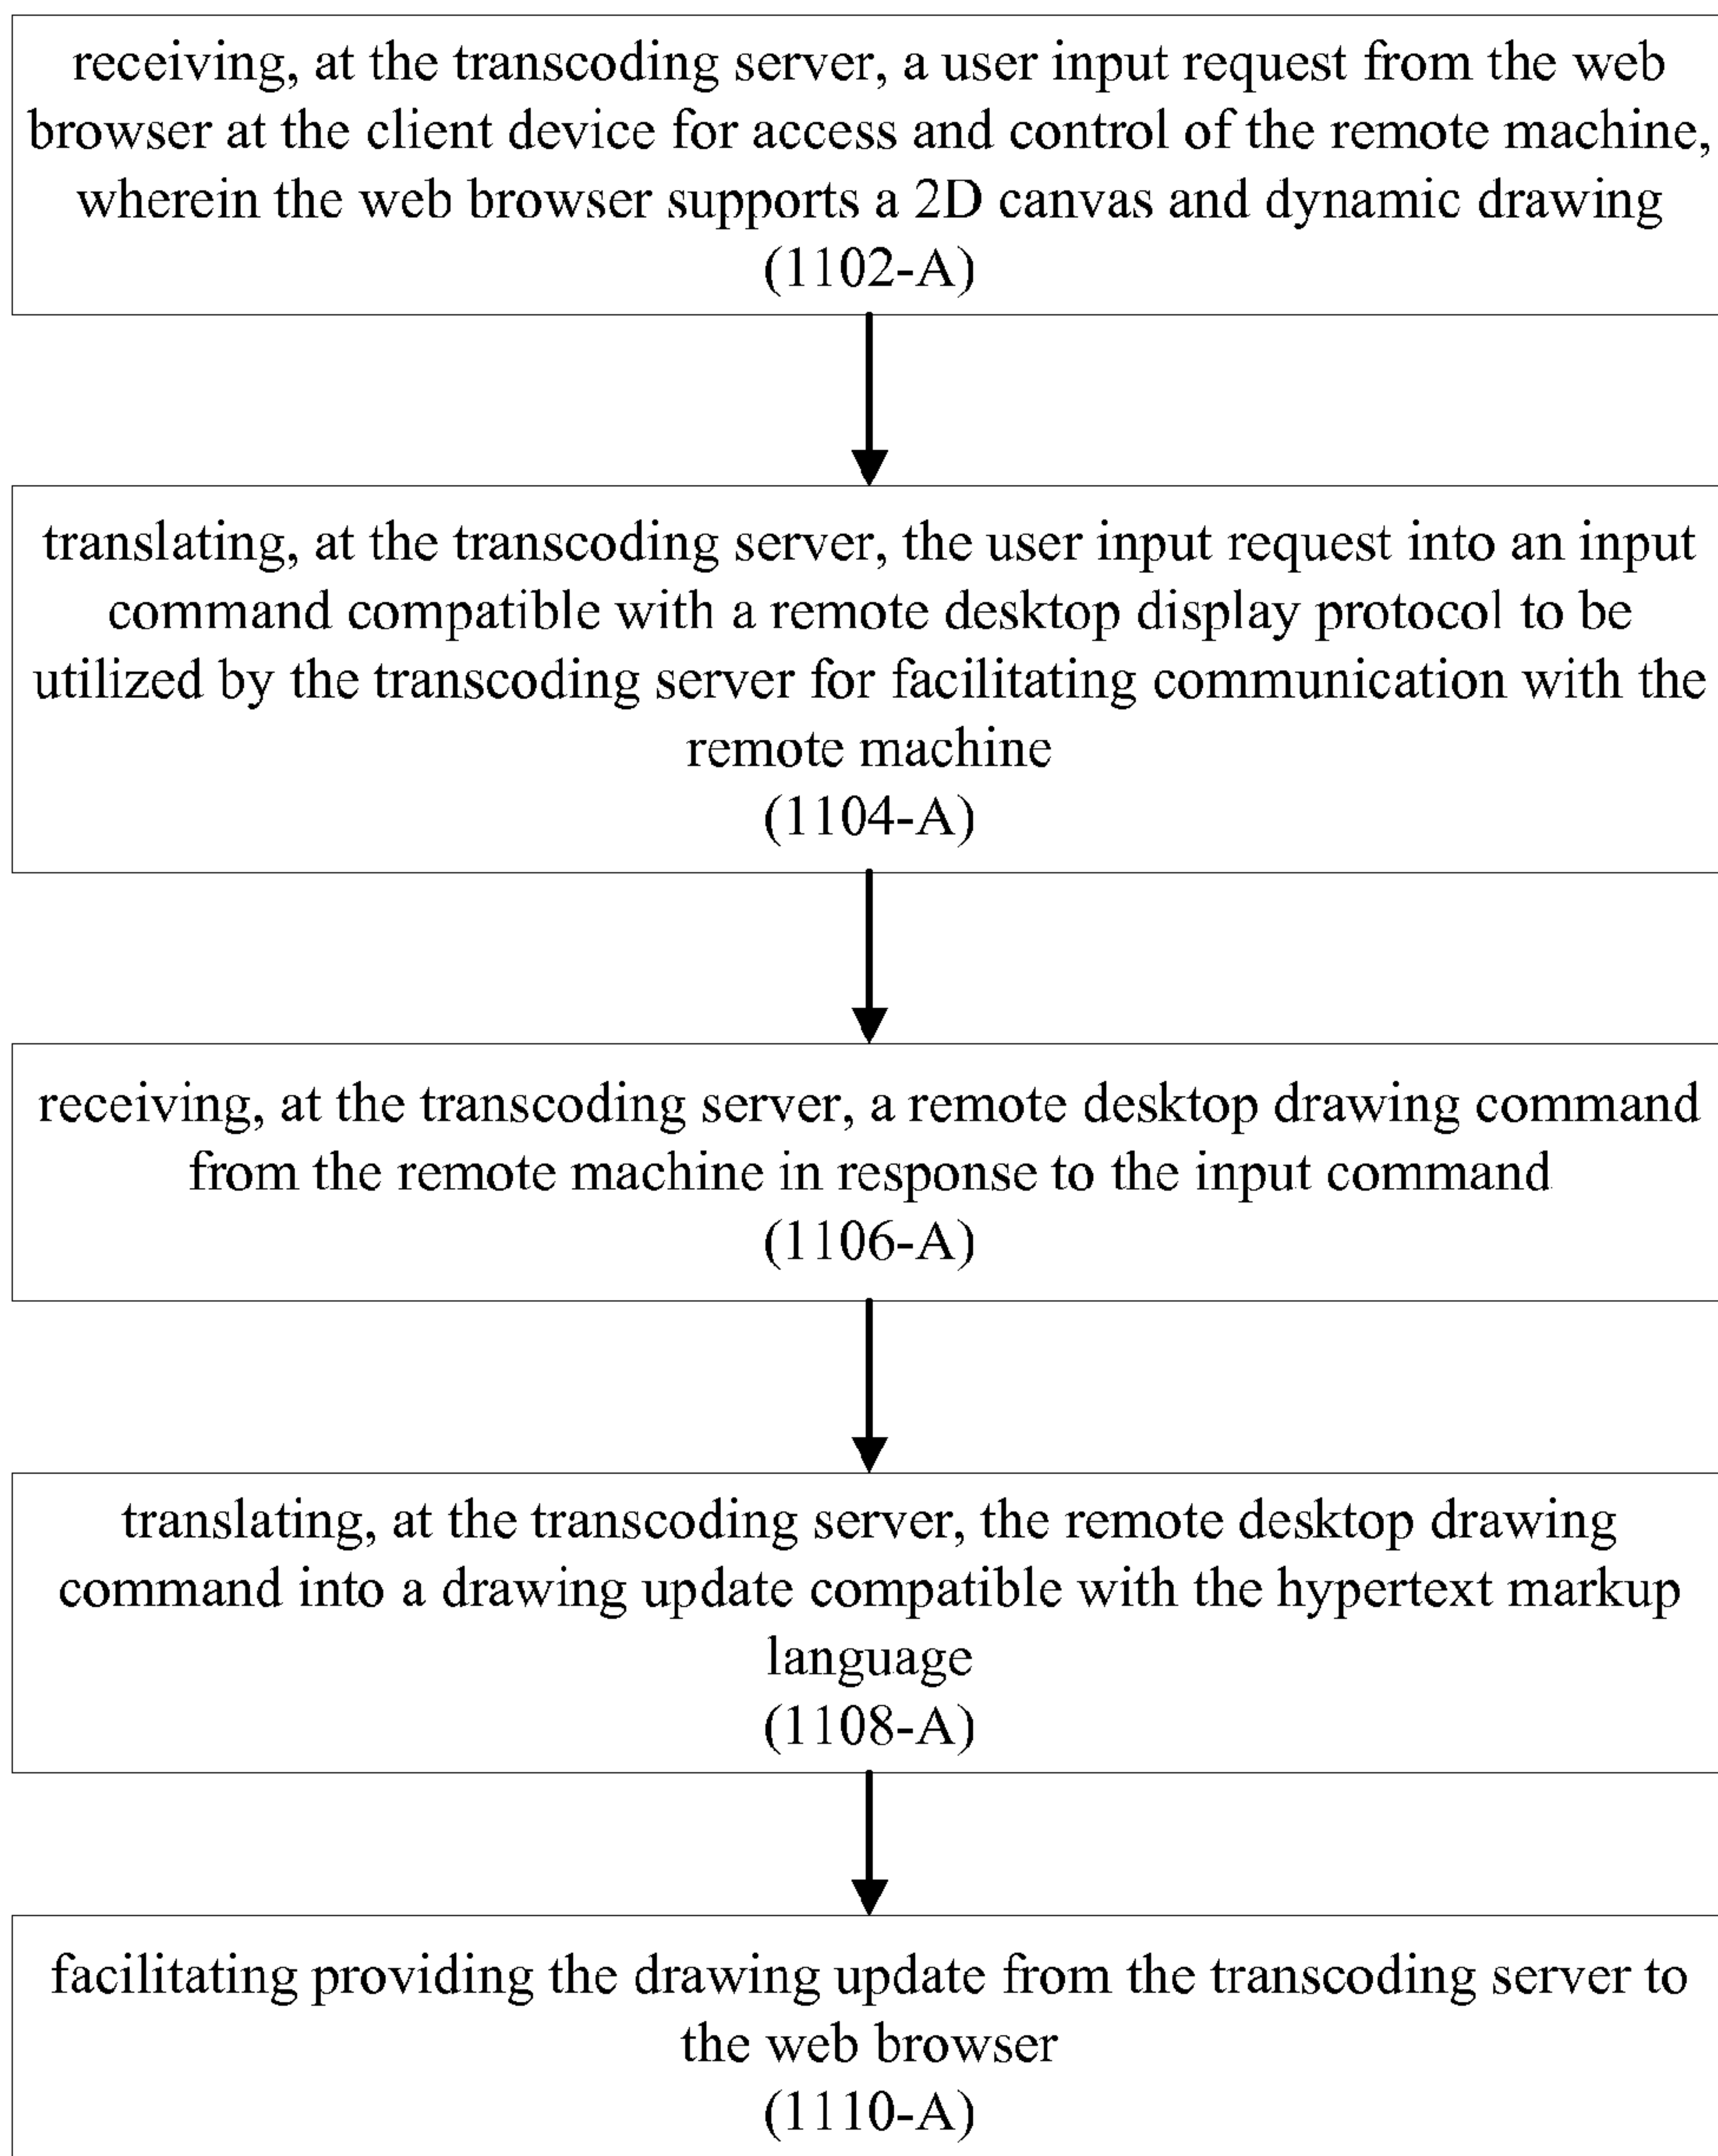 receiving, at the transcoding server, a user input request from the web
browser at the client device for access and control of the remote machine,
wherein the web browser supports a 2D canvas and dynamic drawing
(1102-A)
translating, at the transcoding server, the user input request into an input
command compatible with a remote desktop display protocol to be
utilized by the transcoding server for facilitating communication with the
remote machine
(1104-A)
receiving, at the transcoding server, a remote desktop drawing command
from the remote machine in response to the input command
(1106-A)
translating, at the transcoding server, the remote desktop drawing
command into a drawing update compatible with the hypertext markup
language
(1108-A)
facilitating providing the drawing update from the transcoding server to
the web browser
(1110-A)